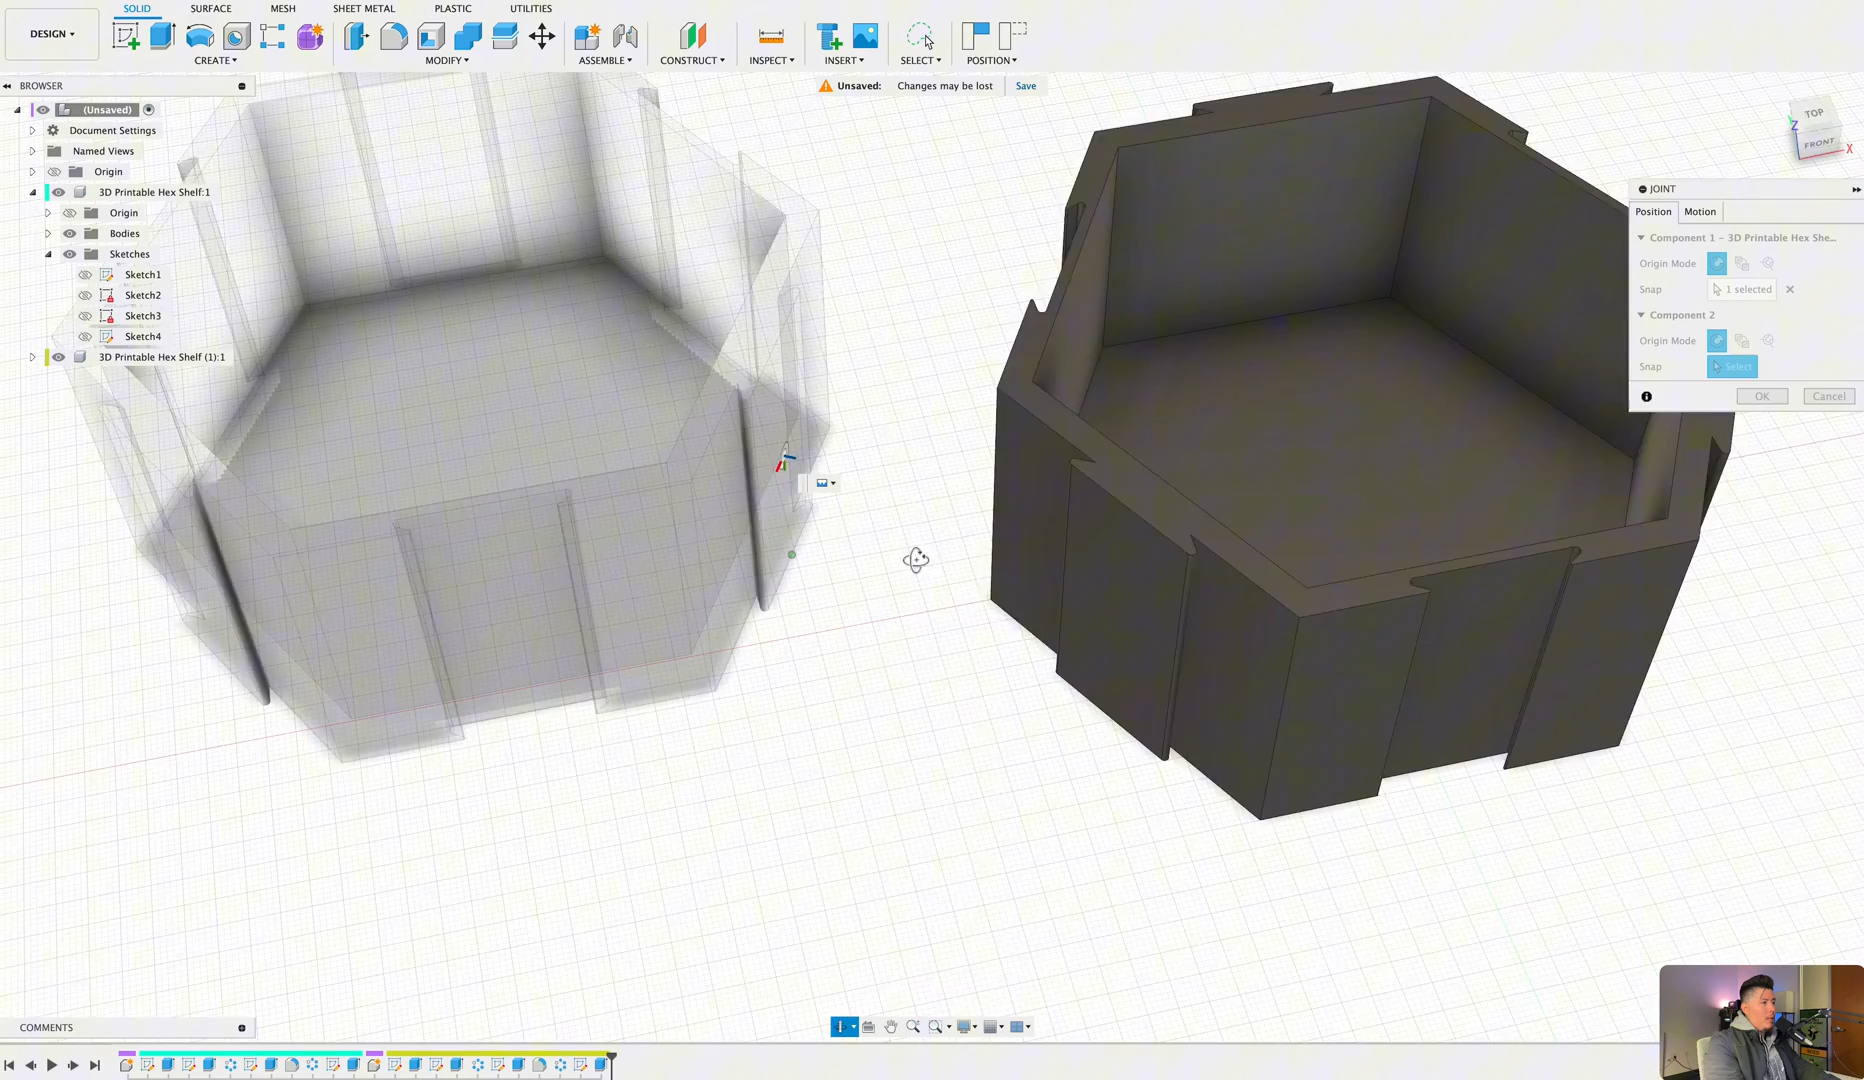 SOLID SURFACE MESH SHEET METAL PLASTIC UTILITIES
DESIGN
CREATE MODIFY ASSEMBLE CONSTRUCT INSPECT INSERT SELECT POSITION
BROWSER
Unsaved: Changes may be lost Save
(Unsaved)
Document Settings
Named Views
Origin
3D Printable Hex Shelf:1
Origin
Bodies
Sketches
Sketch1
Sketch2
Sketch3
Sketch4
3D Printable Hex Shelf (1):1
TOP
FRONT
Z
X
JOINT
Position Motion
Component 1 - 3D Printable Hex She...
Origin Mode
Snap 1 selected
Component 2
Origin Mode
Snap Select
OK Cancel
COMMENTS